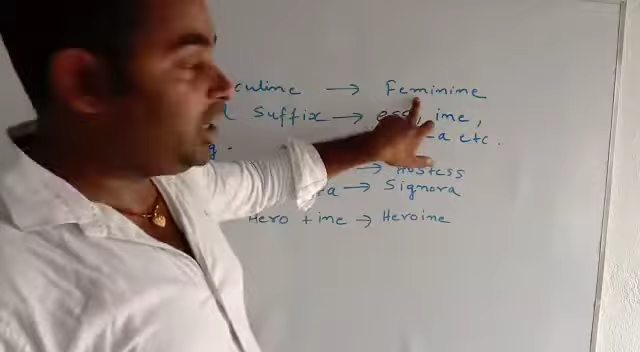 culine → Feminine
Suffix → ess, ine,
-a etc.
g.
→ Hostess
a → Signora
Hero + ine → Heroine